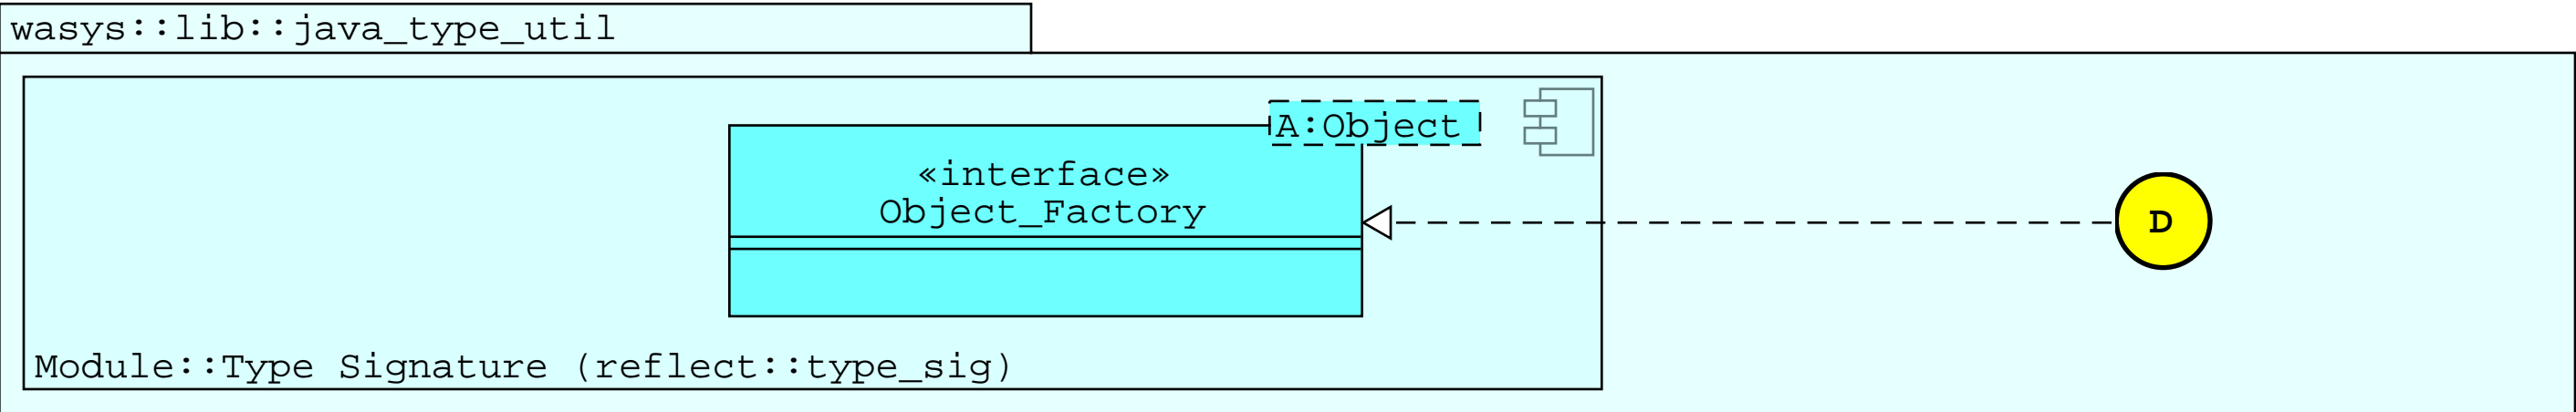 wasys::lib::java_type_util
A:Object
«interface»
Object_Factory
D
Module::Type Signature (reflect::type_sig)